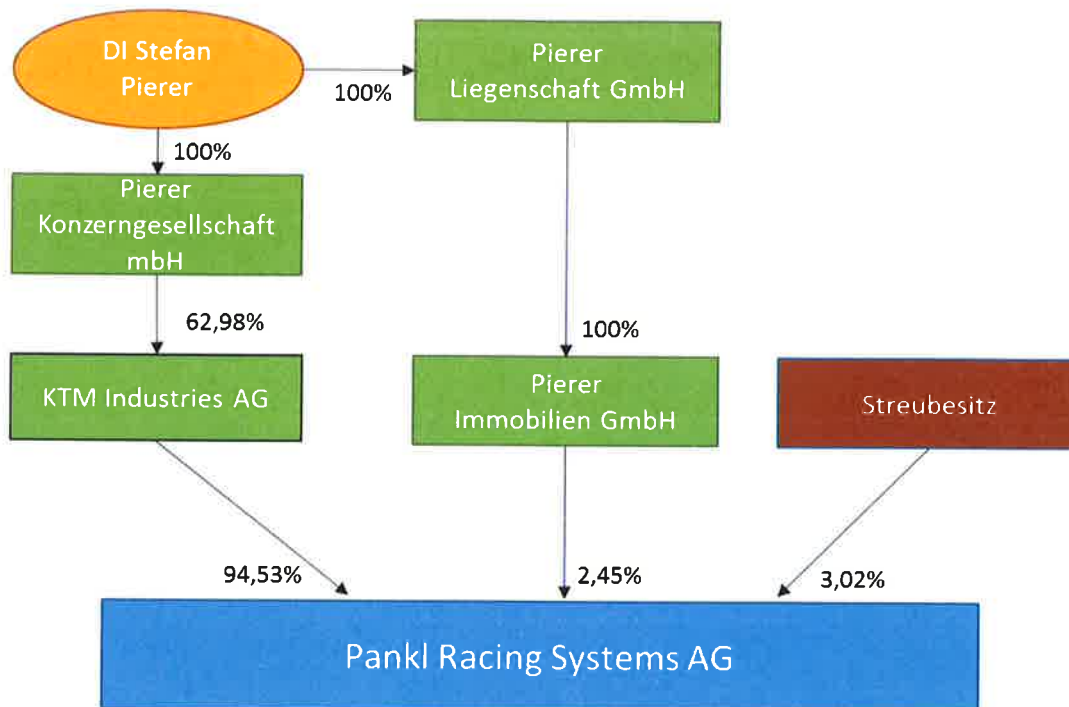 DI Stefan
Pierer
100%
Pierer
Liegenschaft GmbH
100%
Pierer
Konzerngesellschaft
mbH
62,98%
100%
KTM Industries AG
Pierer
Immobilien GmbH
Streubesitz
94,53%
2,45%
3,02%
Pankl Racing Systems AG